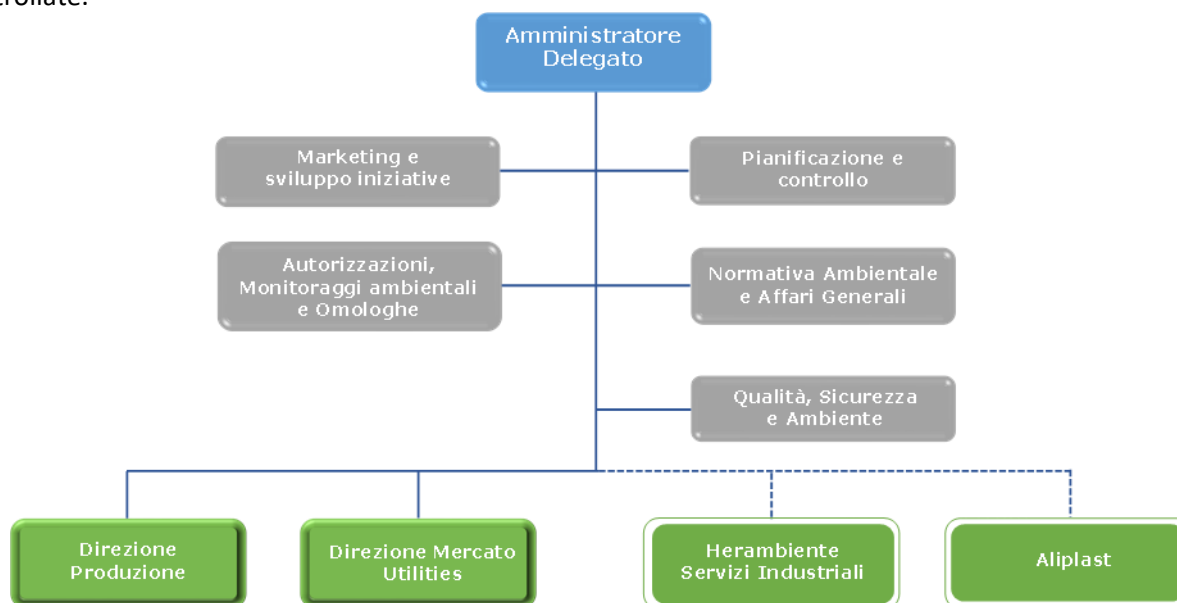 Amministratore
Delegato
Marketing e
sviluppo iniziative
Pianificazione e
controllo
Autorizzazioni,
Monitoraggi ambientali
e Omologhe
Normativa Ambientale
e Affari Generali
Qualità, Sicurezza
e Ambiente
Direzione
Produzione
Direzione Mercato
Utilities
Herambiente
Servizi Industriali
Aliplast